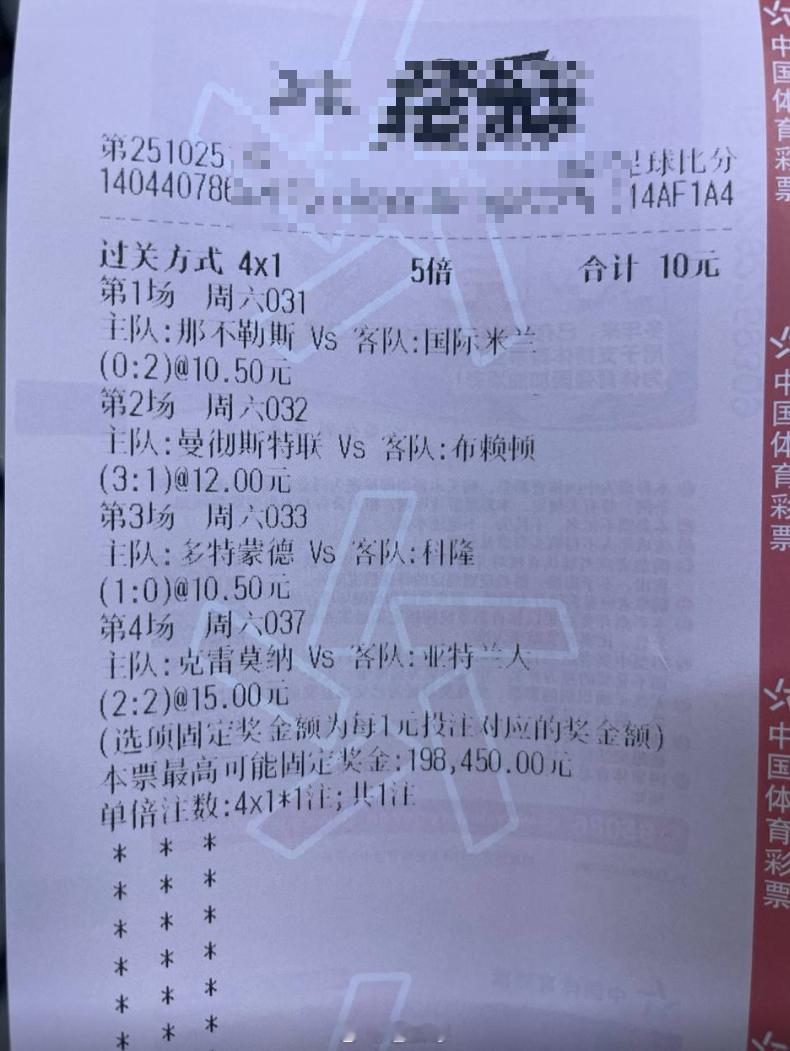 第251025
足球比分
140440786
14AF1A4
过关方式 4x1 5倍 合计 10元
第1场 周六031
主队:那不勒斯 Vs 客队:国际米兰
(0:2)@10.50元
第2场 周六032
主队:曼彻斯特联 Vs 客队:布赖顿
(3:1)@12.00元
第3场 周六033
主队:多特蒙德 Vs 客队:科隆
(1:0)@10.50元
第4场 周六037
主队:克雷莫纳 Vs 客队:亚特兰大
(2:2)@15.00元
(选项固定奖金额为每1元投注对应的奖金额)
本票最高可能固定奖金:198,450.00元
单倍注数:4x1*1注;共1注
* * *
* * *
* * *
* * *
* * *
* * *
中国体育彩票
中国体育彩票
中国体育彩票